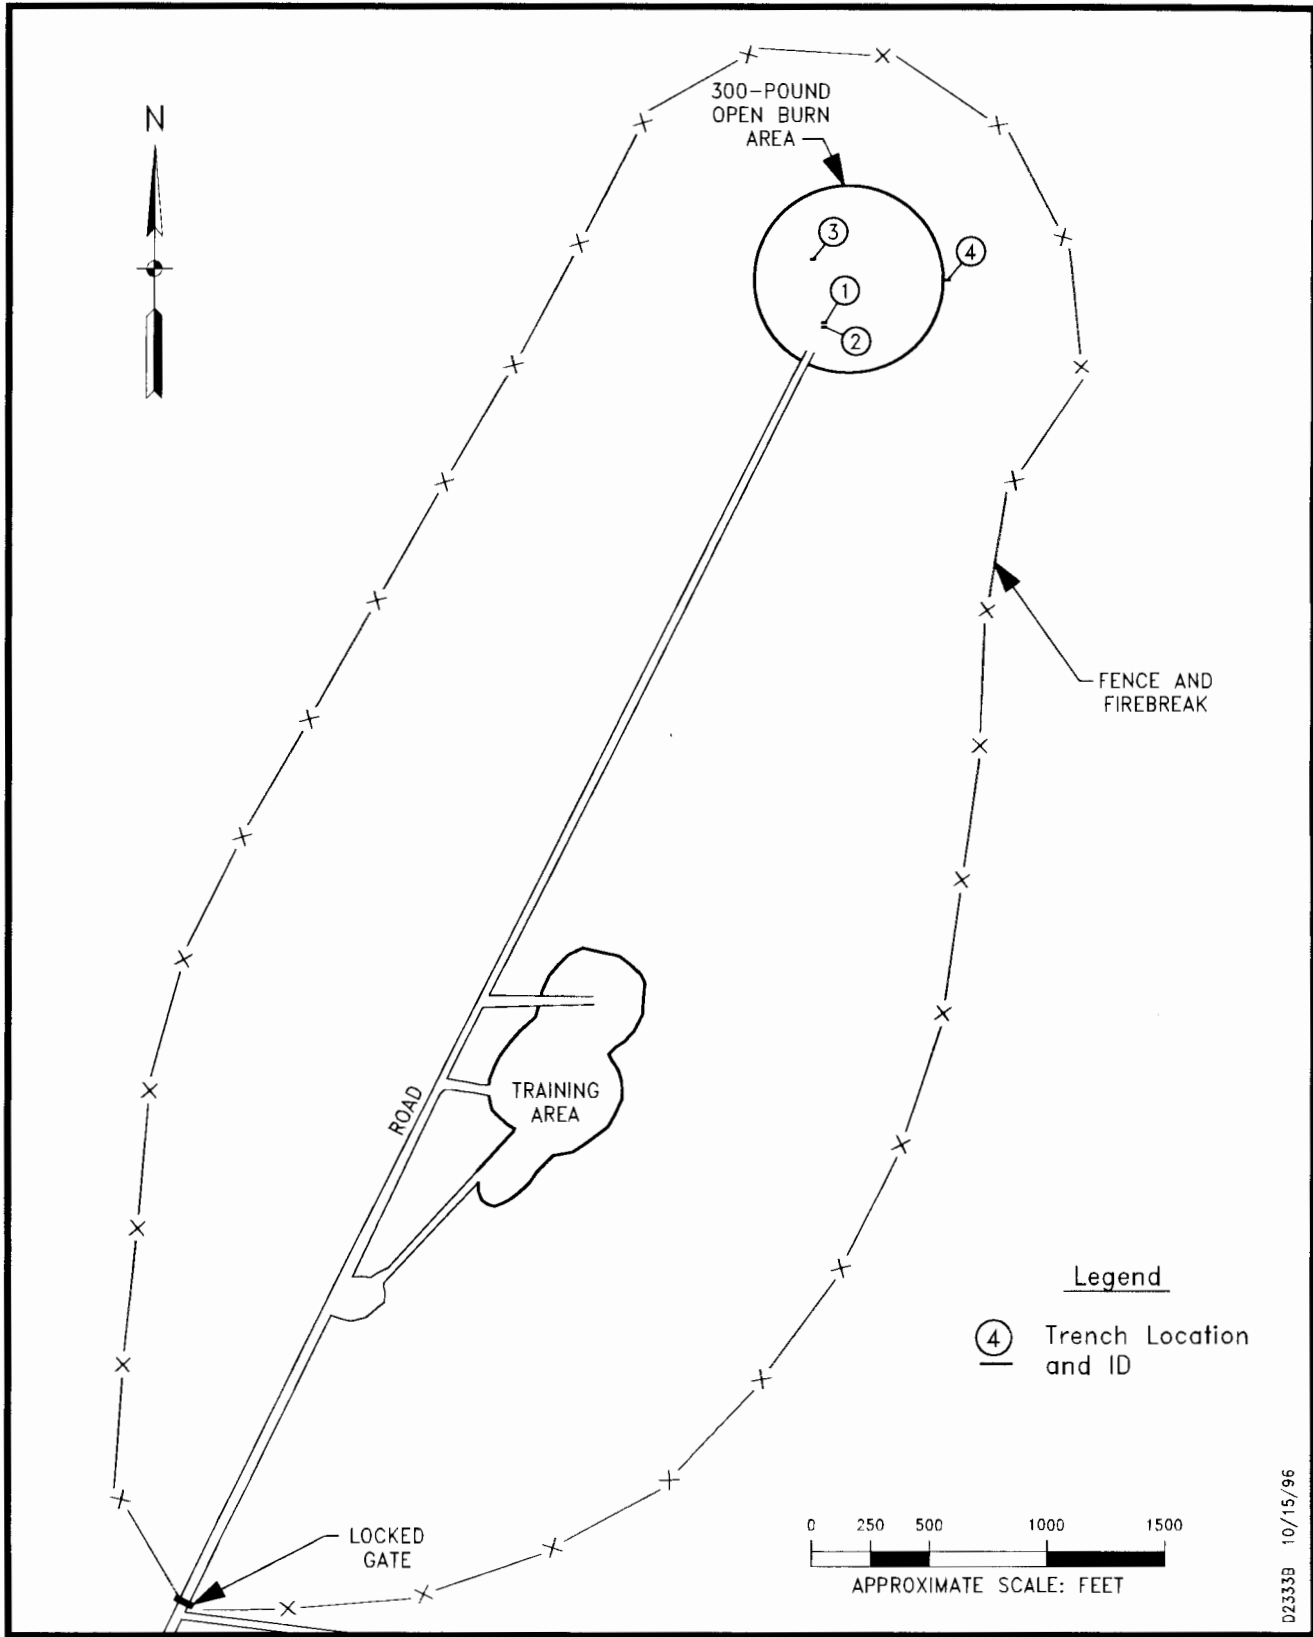 300-POUND
OPEN BURN
AREA
N
3
4
1
2
FENCE AND
FIREBREAK
TRAINING
AREA
ROAD
Legend
4 Trench Location
and ID
LOCKED
GATE
0 250 500 1000 1500
APPROXIMATE SCALE: FEET
D2333B 10/15/96